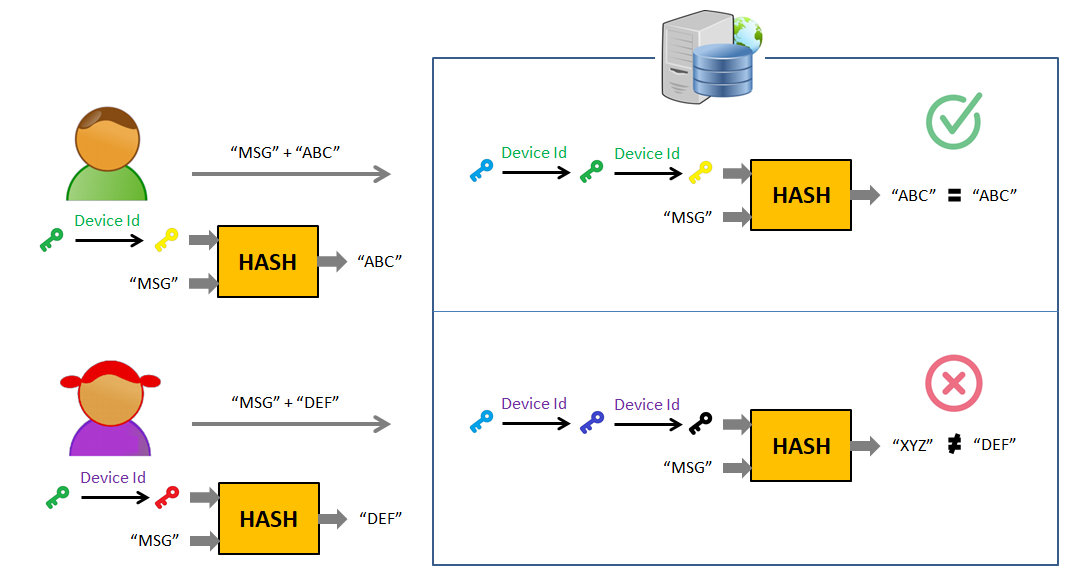 “MSG” + “ABC”
Device Id
“MSG”
HASH
“ABC”
Device Id
Device Id
“MSG”
HASH
“ABC” = “ABC”
“MSG” + “DEF”
Device Id
“MSG”
HASH
“DEF”
Device Id
Device Id
“MSG”
HASH
“XYZ” ≠ “DEF”